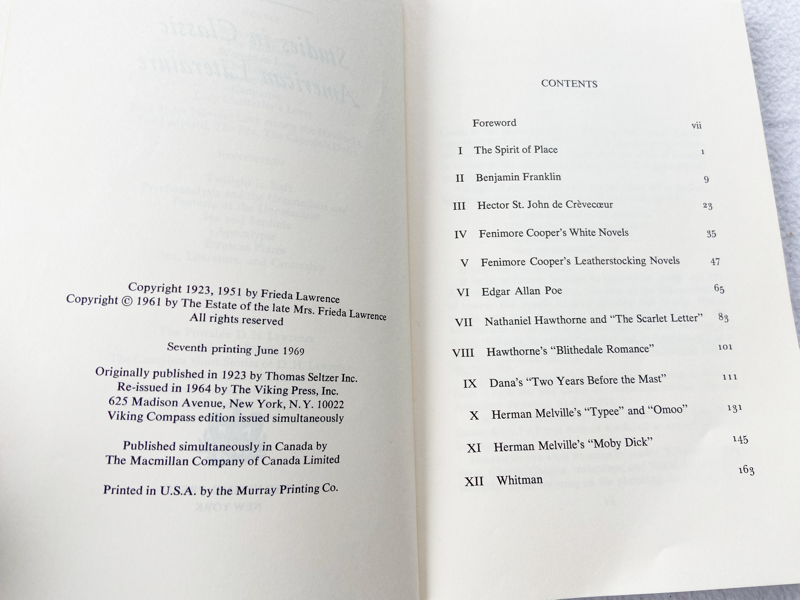 Copyright 1923, 1951 by Frieda Lawrence
Copyright © 1961 by The Estate of the late Mrs. Frieda Lawrence
All rights reserved
Seventh printing June 1969
Originally published in 1923 by Thomas Seltzer Inc.
Re-issued in 1964 by The Viking Press, Inc.
625 Madison Avenue, New York, N.Y. 10022
Viking Compass edition issued simultaneously
Published simultaneously in Canada by
The Macmillan Company of Canada Limited
Printed in U.S.A. by the Murray Printing Co.
CONTENTS
Foreword vii
I The Spirit of Place 1
II Benjamin Franklin 9
III Hector St. John de Crèvecœur 23
IV Fenimore Cooper's White Novels 35
V Fenimore Cooper's Leatherstocking Novels 47
VI Edgar Allan Poe 65
VII Nathaniel Hawthorne and "The Scarlet Letter" 83
VIII Hawthorne's "Blithedale Romance" 101
IX Dana's "Two Years Before the Mast" 111
X Herman Melville's "Typee" and "Omoo" 131
XI Herman Melville's "Moby Dick" 145
XII Whitman 163